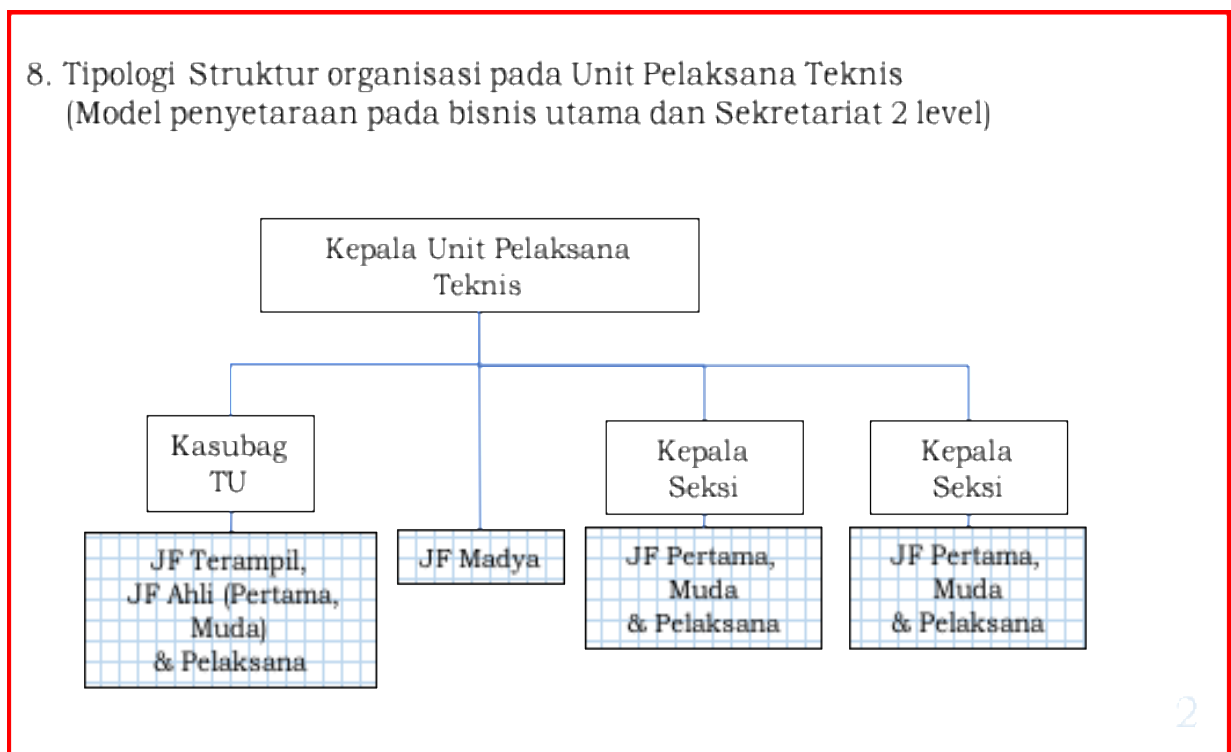 8. Tipologi Struktur organisasi pada Unit Pelaksana Teknis
(Model penyetaraan pada bisnis utama dan Sekretariat 2 level)
Kepala Unit Pelaksana
Teknis
Kasubag
TU
Kepala
Seksi
Kepala
Seksi
JF Terampil,
JF Ahli (Pertama,
Muda)
& Pelaksana
JF Madya
JF Pertama,
Muda
& Pelaksana
JF Pertama,
Muda
& Pelaksana
2